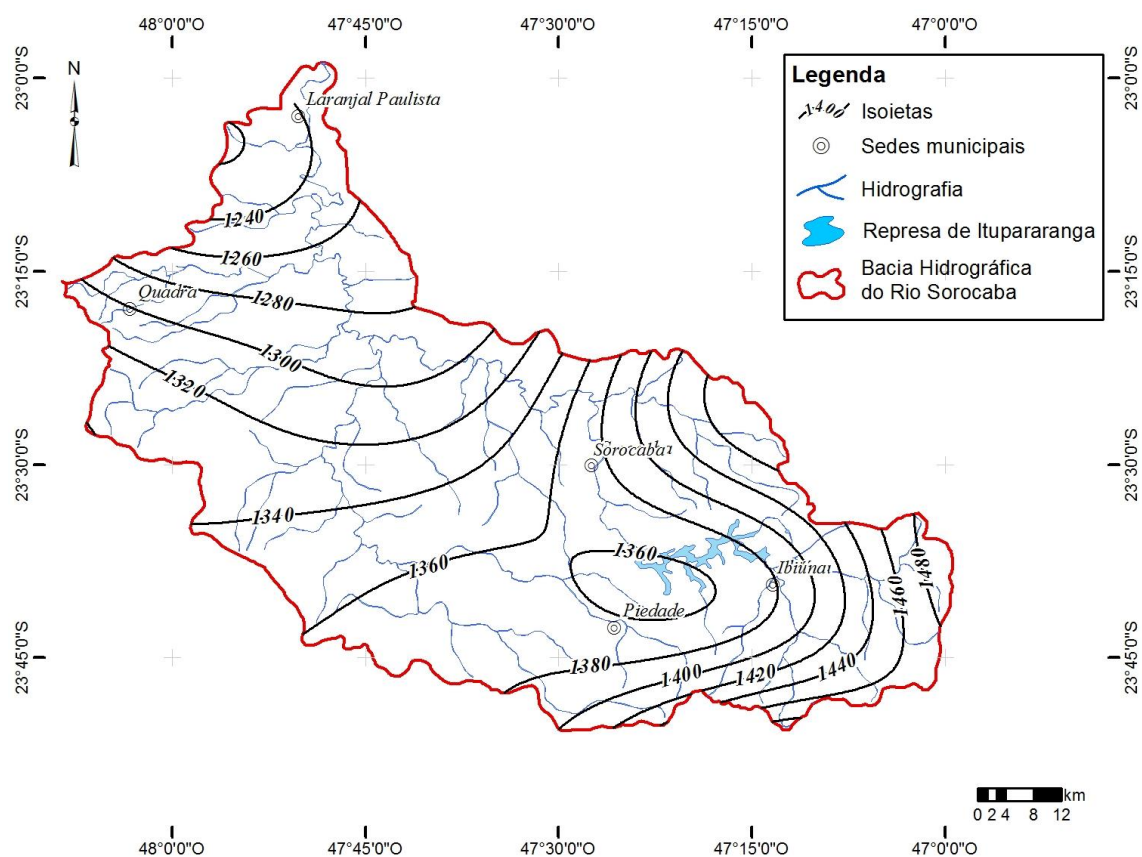 48°0'0"O 47°45'0"O 47°30'0"O 47°15'0"O 47°0'0"O
N
23°0'0"S
23°0'0"S
Legenda
1400 Isoietas
Sedes municipais
Hidrografia
Represa de Itupararanga
Bacia Hidrográfica
do Rio Sorocaba
Laranjal Paulista
1240
1260
23°15'0"S
23°15'0"S
Quadra
1280
1300
1320
Sorocaba
23°30'0"S
23°30'0"S
1340
1360
1360
Ibiúna
1480
1460
Piedade
23°45'0"S
23°45'0"S
1380
1400
1420
1440
km
0 2 4 8 12
48°0'0"O 47°45'0"O 47°30'0"O 47°15'0"O 47°0'0"O